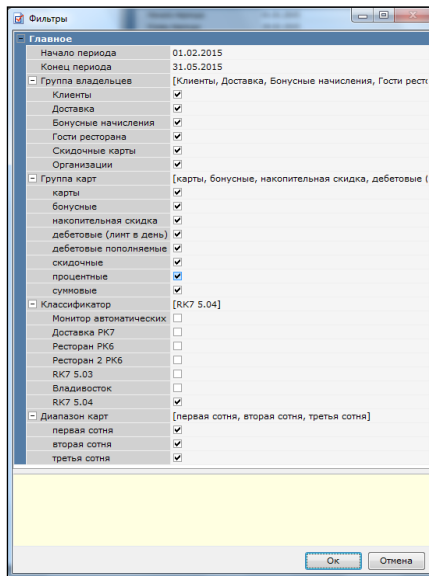 Фильтры
Главное
Начало периода 01.02.2015
Конец периода 31.05.2015
Группа владельцев [Клиенты, Доставка, Бонусные начисления, Гости рест
Клиенты
Доставка
Бонусные начисления
Гости ресторана
Скидочные карты
Организации
Группа карт [карты, бонусные, накопительная скидка, дебетовые (
карты
бонусные
накопительная скидка
дебетовые (линт в день)
дебетовые пополняеные
скидочные
процентные
сумновые
Классификатор [RK7 5.04]
Монитор автоматических
Доставка РК7
Ресторан РК6
Ресторан 2 РК6
RK7 5.03
Владивосток
RK7 5.04
Диапазон карт [первая сотня, вторая сотня, третья сотня]
первая сотня
вторая сотня
третья сотня
Ок Отмена